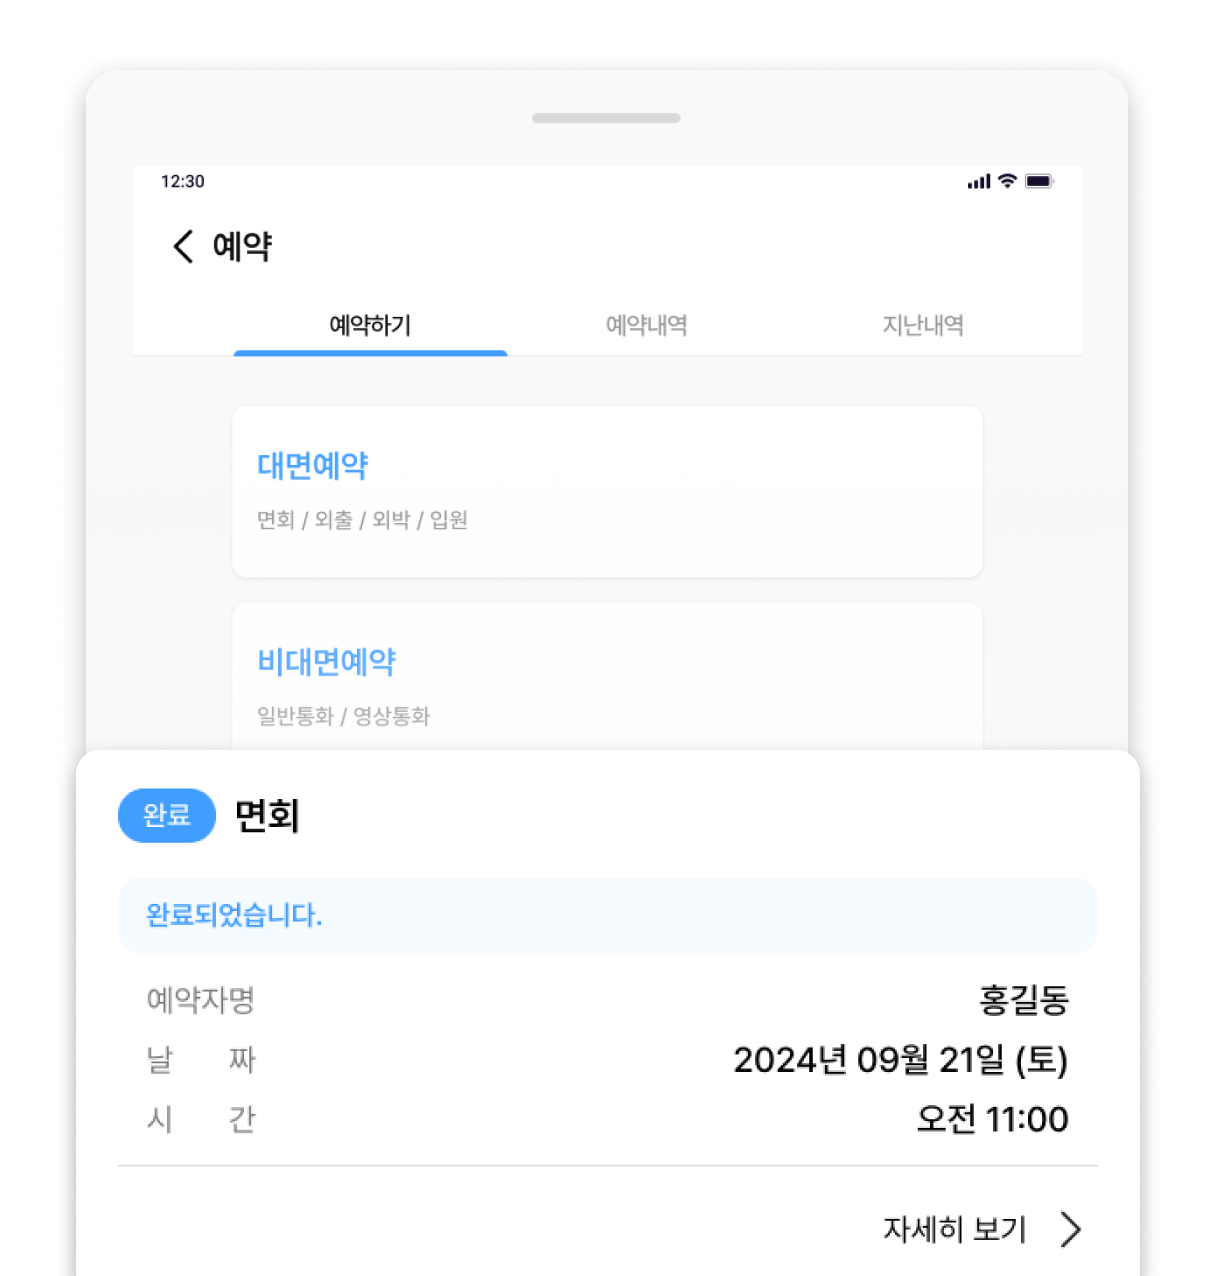 12:30
예약
예약하기 예약내역 지난내역
대면예약
면회 / 외출 / 외박 / 입원
비대면예약
일반통화 / 영상통화
완료 면회
완료되었습니다.
예약자명 홍길동
날 짜 2024년 09월 21일 (토)
시 간 오전 11:00
자세히 보기